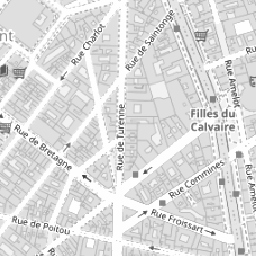 nt
Rue Charlot
Rue de Saintonge
Rue Amelot
Rue Amelot
Filles du
Calvaire
Rue de Turenne
Rue de Bretagne
Rue Commines
Rue de Poitou
Rue Froissart